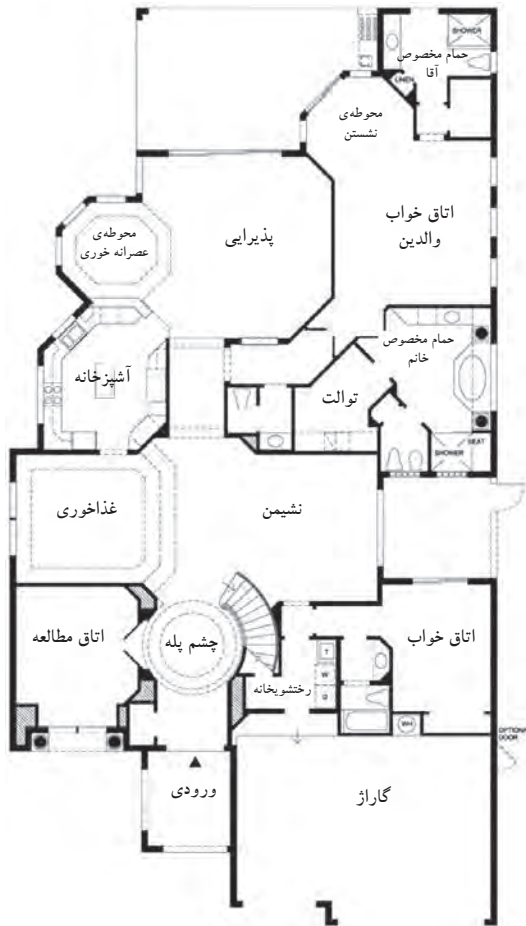 SHOWER
حمام مخصوص
آقا
LINEN
محوطه‌ی
نشستن
اتاق خواب
والدین
پذیرایی
محوطه‌ی
عصرانه خوری
حمام مخصوص
خانم
آشپزخانه
توالت
SEAT
SHOWER
غذاخوری
نشیمن
اتاق مطالعه
چشم پله
اتاق خواب
رختشویخانه
T
W
D
WH
OPTIONAL
DOOR
ورودی
گاراژ